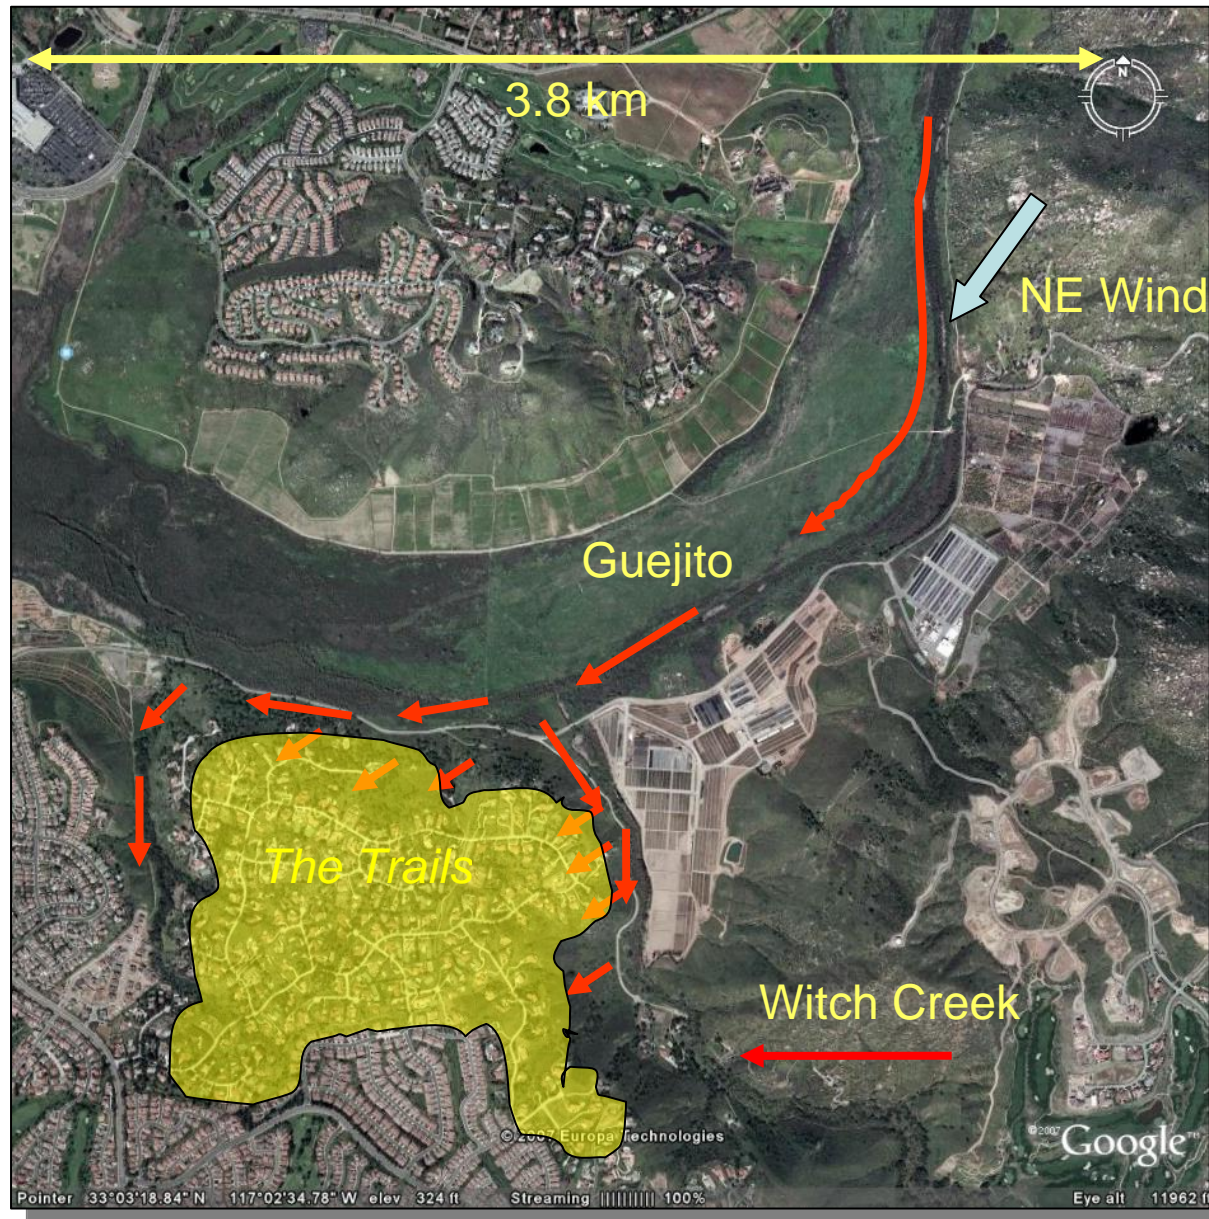 3.8 km
N
NE Wind
Guejito
The Trails
Witch Creek
©2007 Europa Technologies
©2007 Google™
Pointer 33°03'18.84" N 117°02'34.78" W elev 324 ft Streaming |||||||||| 100% Eye alt 11962 ft